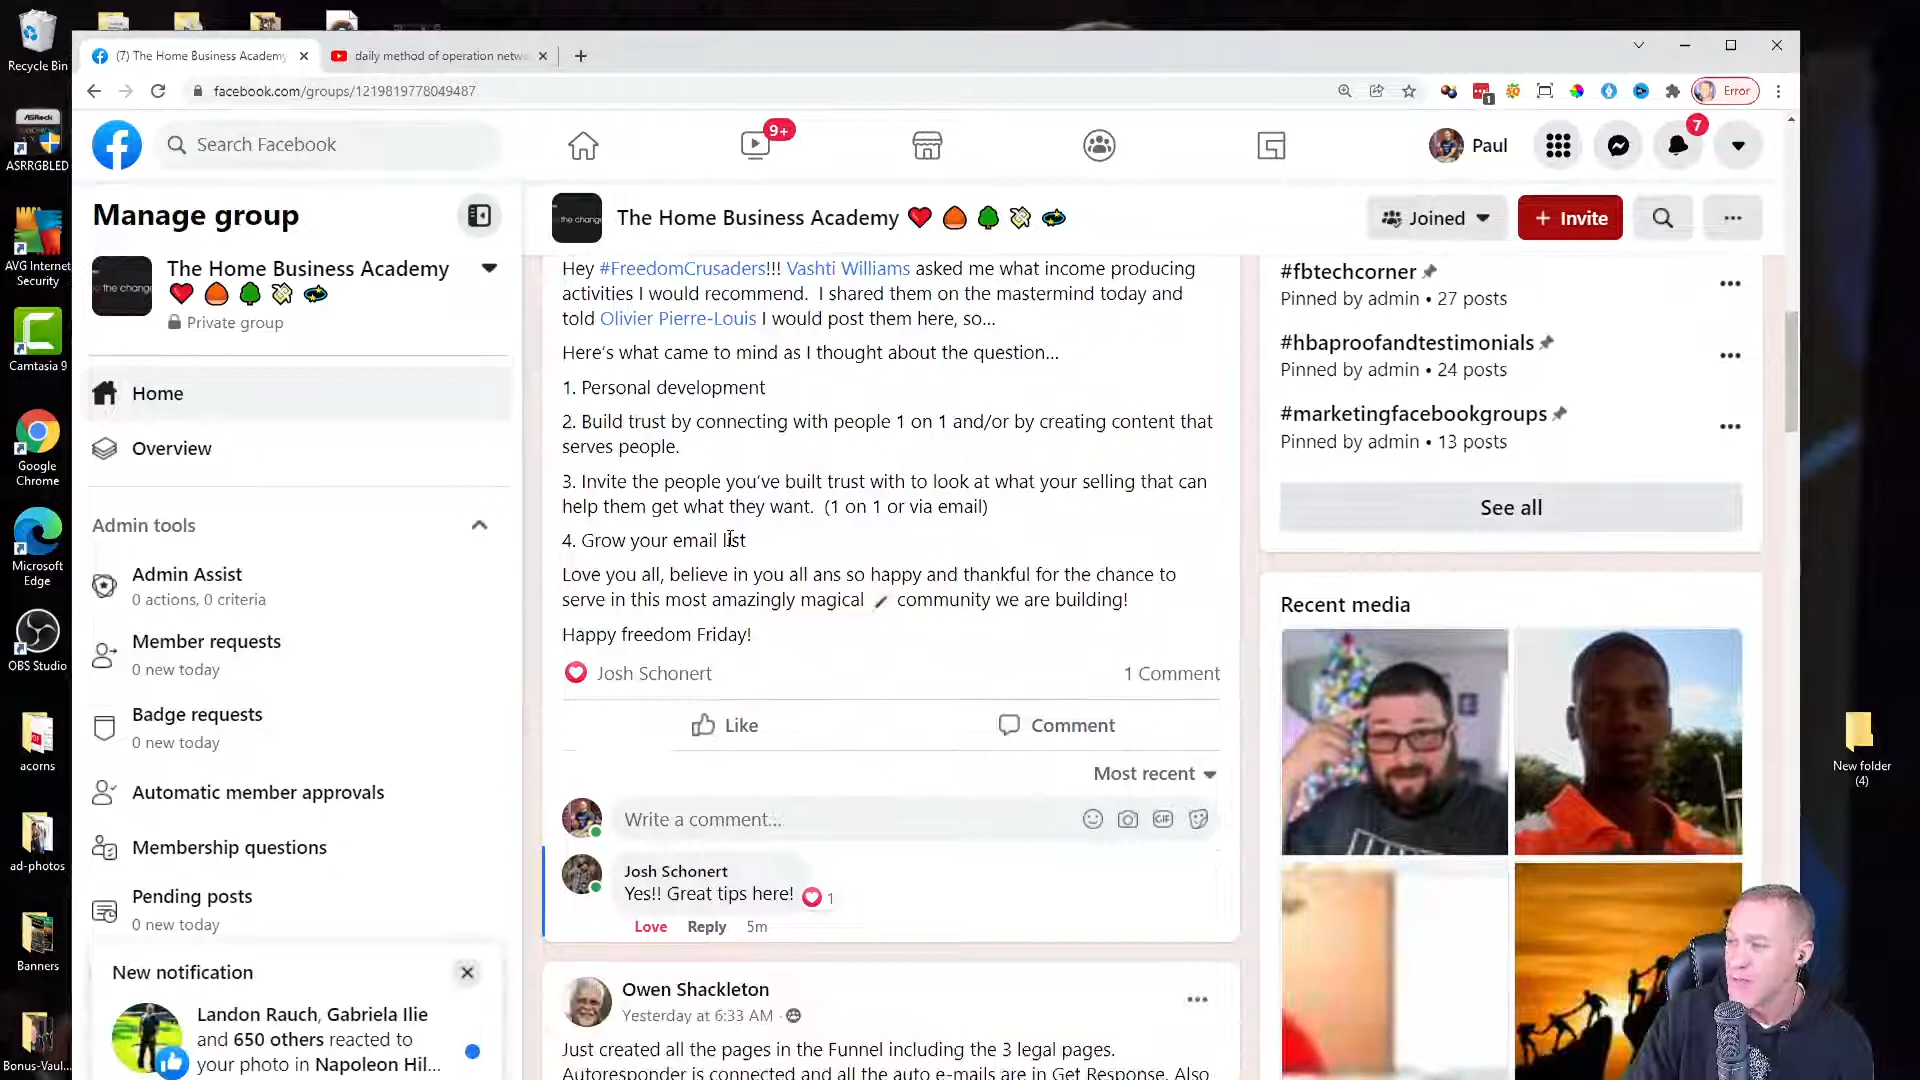 Recycle Bin
ASRRGBLED
AVG Internet
Security
Camtasia 9
Google
Chrome
Microsoft
Edge
OBS Studio
acorns
ad-photos
Banners
Bonus-Vaul...
New folder
(4)
(7) The Home Business Academy
daily method of operation netw
facebook.com/groups/1219819778049487
1
Error
Search Facebook
9+
Paul
7
Manage group
The Home Business Academy
Private group
Home
Overview
Admin tools
Admin Assist
0 actions, 0 criteria
Member requests
0 new today
Badge requests
0 new today
Automatic member approvals
Membership questions
Pending posts
0 new today
New notification
Landon Rauch, Gabriela Ilie
and 650 others reacted to
your photo in Napoleon Hil...
the change
The Home Business Academy
Joined
+ Invite
Hey #FreedomCrusaders!!! Vashti Williams asked me what income producing
activities I would recommend. I shared them on the mastermind today and
told Olivier Pierre-Louis I would post them here, so...
Here's what came to mind as I thought about the question...
1. Personal development
2. Build trust by connecting with people 1 on 1 and/or by creating content that
serves people.
3. Invite the people you've built trust with to look at what your selling that can
help them get what they want. (1 on 1 or via email)
4. Grow your email list
Love you all, believe in you all ans so happy and thankful for the chance to
serve in this most amazingly magical community we are building!
Happy freedom Friday!
Josh Schonert
1 Comment
Like
Comment
Most recent
Write a comment...
GIF
Josh Schonert
Yes!! Great tips here!
1
Love Reply 5m
Owen Shackleton
Yesterday at 6:33 AM ·
Just created all the pages in the Funnel including the 3 legal pages.
Autoresponder is connected and all the auto e-mails are in Get Response. Also
#fbtechcorner
Pinned by admin • 27 posts
#hbaproofandtestimonials
Pinned by admin • 24 posts
#marketingfacebookgroups
Pinned by admin • 13 posts
See all
Recent media